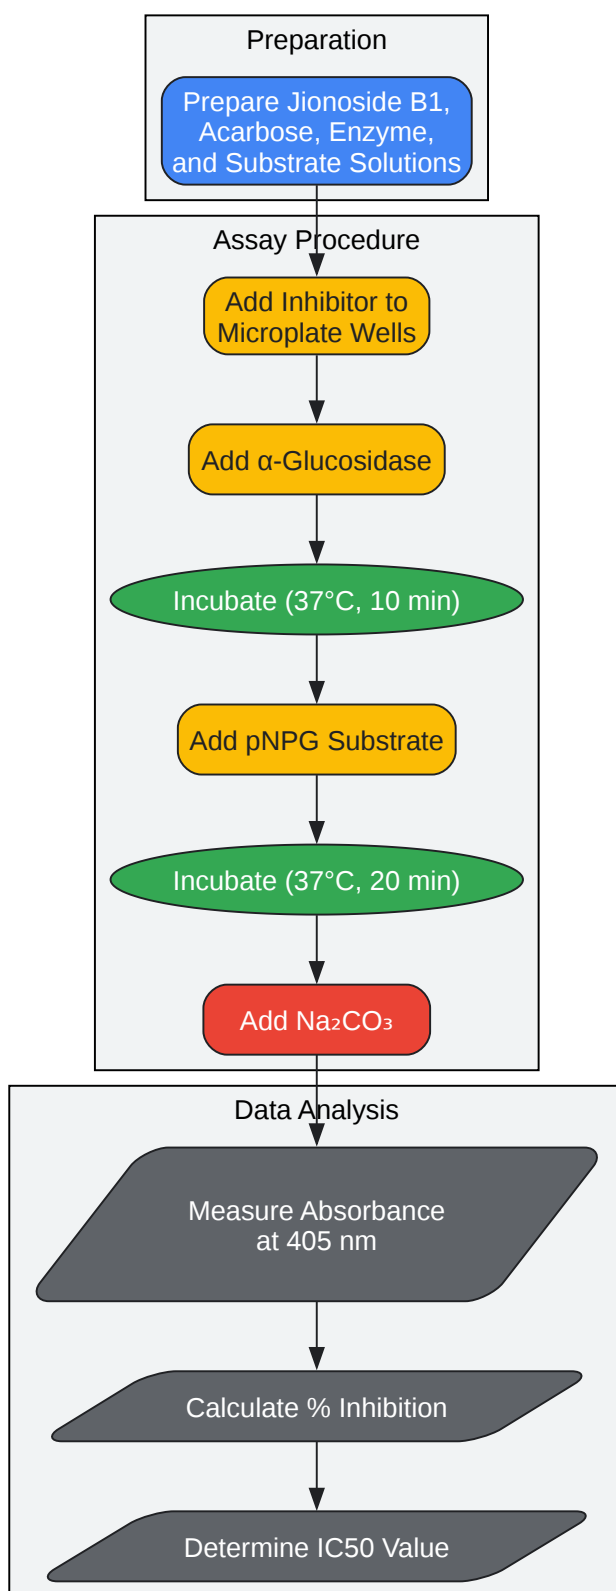 Preparation
Prepare Jionoside B1,
Acarbose, Enzyme,
and Substrate Solutions
Assay Procedure
Add Inhibitor to
Microplate Wells
Add α-Glucosidase
Incubate (37°C, 10 min)
Add pNPG Substrate
Incubate (37°C, 20 min)
Add Na₂CO₃
Data Analysis
Measure Absorbance
at 405 nm
Calculate % Inhibition
Determine IC50 Value